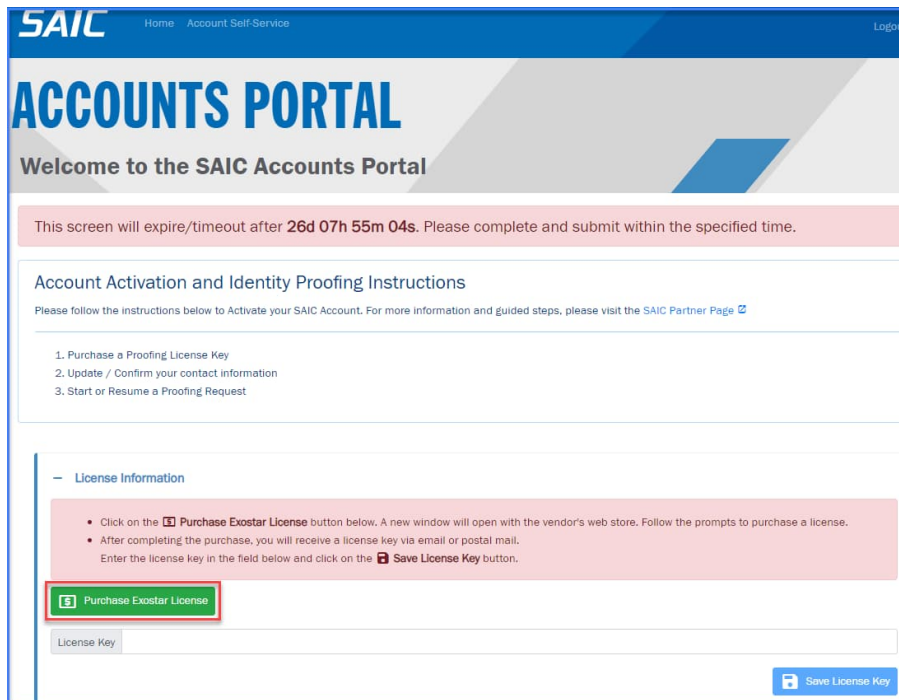 SAIC Home Account Self-Service
ACCOUNTS PORTAL
Welcome to the SAIC Accounts Portal
This screen will expire/timeout after 26d 07h 55m 04s. Please complete and submit within the specified time.
Account Activation and Identity Proofing Instructions
Please follow the instructions below to Activate your SAIC Account. For more information and guided steps, please visit the SAIC Partner Page
1. Purchase a Proofing License Key
2. Update / Confirm your contact information
3. Start or Resume a Proofing Request
– License Information
• Click on the Purchase Exostar License button below. A new window will open with the vendor's web store. Follow the prompts to purchase a license.
• After completing the purchase, you will receive a license key via email or postal mail.
Enter the license key in the field below and click on the Save License Key button.
Purchase Exostar License
License Key
Save License Key